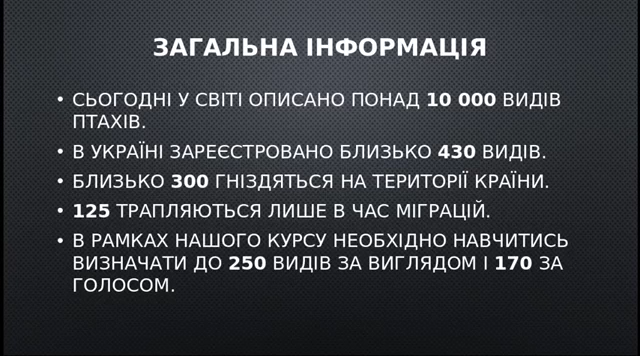 ЗАГАЛЬНА ІНФОРМАЦІЯ
• СЬОГОДНІ У СВІТІ ОПИСАНО ПОНАД 10 000 ВИДІВ
ПТАХІВ.
• В УКРАЇНІ ЗАРЕЄСТРОВАНО БЛИЗЬКО 430 ВИДІВ.
• БЛИЗЬКО 300 ГНІЗДЯТЬСЯ НА ТЕРИТОРІЇ КРАЇНИ.
• 125 ТРАПЛЯЮТЬСЯ ЛИШЕ В ЧАС МІГРАЦІЙ.
• В РАМКАХ НАШОГО КУРСУ НЕОБХІДНО НАВЧИТИСЬ
ВИЗНАЧАТИ ДО 250 ВИДІВ ЗА ВИГЛЯДОМ І 170 ЗА
ГОЛОСОМ.